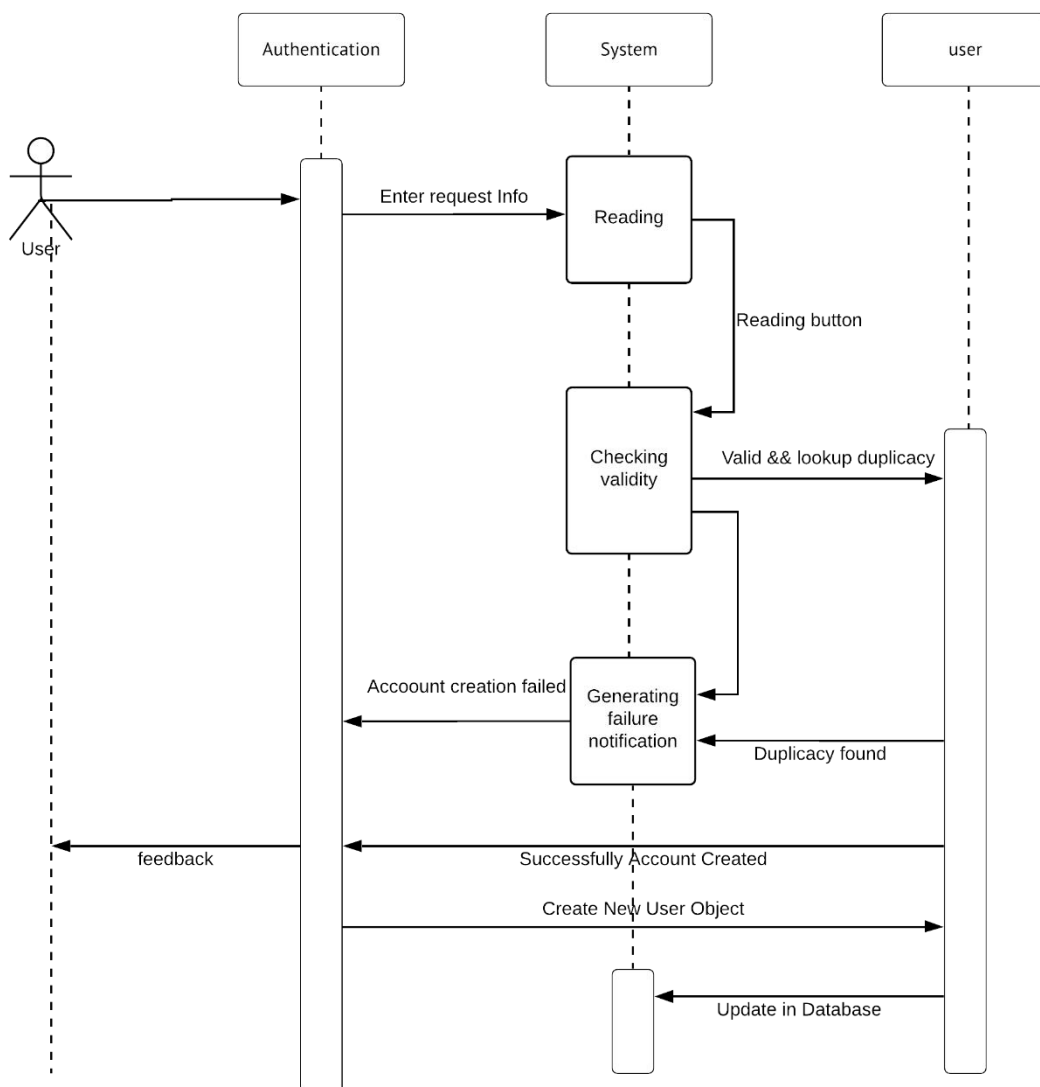 Authentication
System
user
User
Enter request Info
Reading
Reading button
Checking
validity
Valid && lookup duplicacy
Accoount creation failed
Generating
failure
notification
Duplicacy found
feedback
Successfully Account Created
Create New User Object
Update in Database